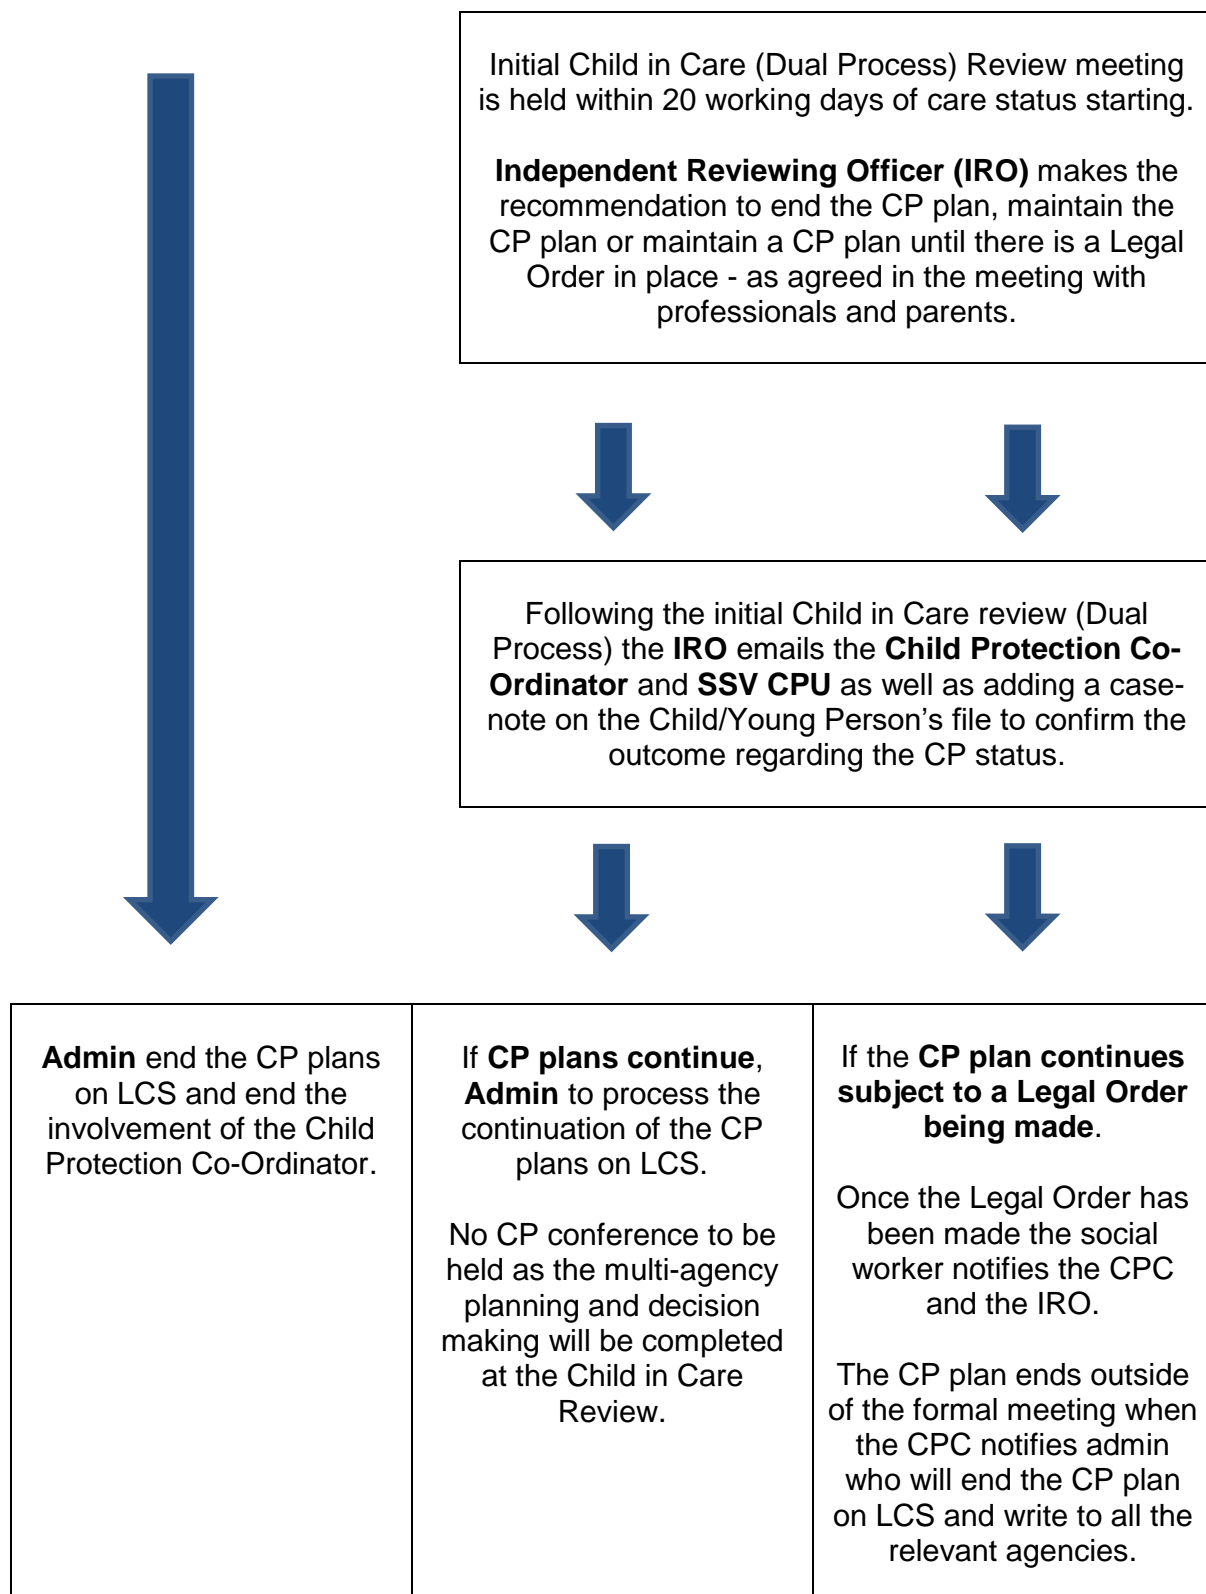 Initial Child in Care (Dual Process) Review meeting
is held within 20 working days of care status starting.
Independent Reviewing Officer (IRO) makes the
recommendation to end the CP plan, maintain the
CP plan or maintain a CP plan until there is a Legal
Order in place - as agreed in the meeting with
professionals and parents.
Following the initial Child in Care review (Dual
Process) the IRO emails the Child Protection Co-
Ordinator and SSV CPU as well as adding a case-
note on the Child/Young Person’s file to confirm the
outcome regarding the CP status.
Admin end the CP plans
on LCS and end the
involvement of the Child
Protection Co-Ordinator.
If CP plans continue,
Admin to process the
continuation of the CP
plans on LCS.
No CP conference to be
held as the multi-agency
planning and decision
making will be completed
at the Child in Care
Review.
If the CP plan continues
subject to a Legal Order
being made.
Once the Legal Order has
been made the social
worker notifies the CPC
and the IRO.
The CP plan ends outside
of the formal meeting when
the CPC notifies admin
who will end the CP plan
on LCS and write to all the
relevant agencies.